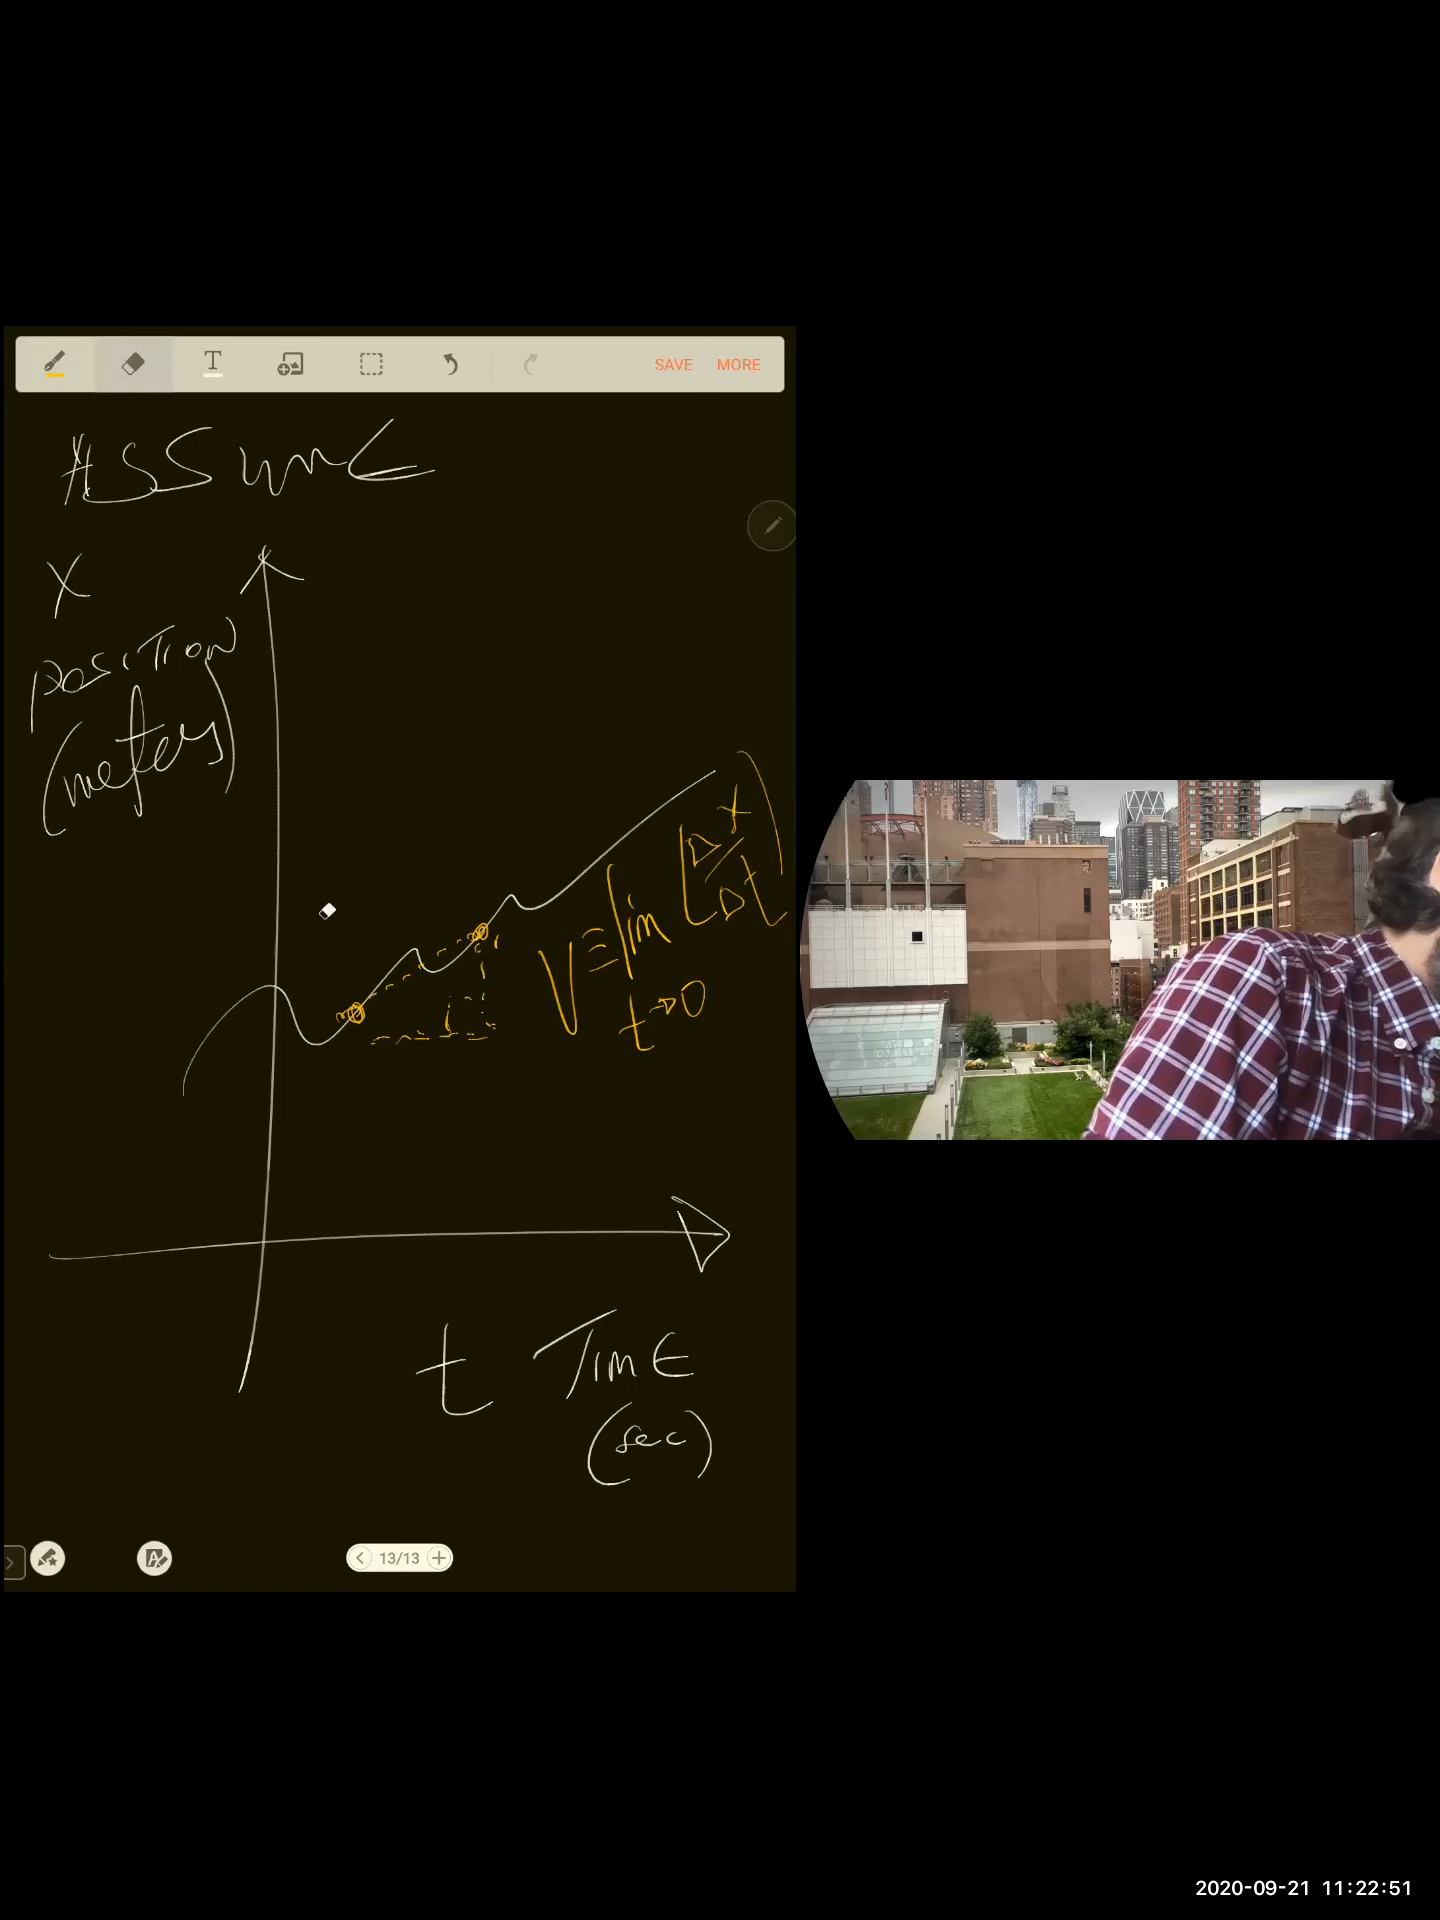 SAVE MORE
ASSUME
X
POSITION
(meters)
V = lim (Δx/Δt)
t→0
t TIME
(sec)
13/13
2020-09-21 11:22:51